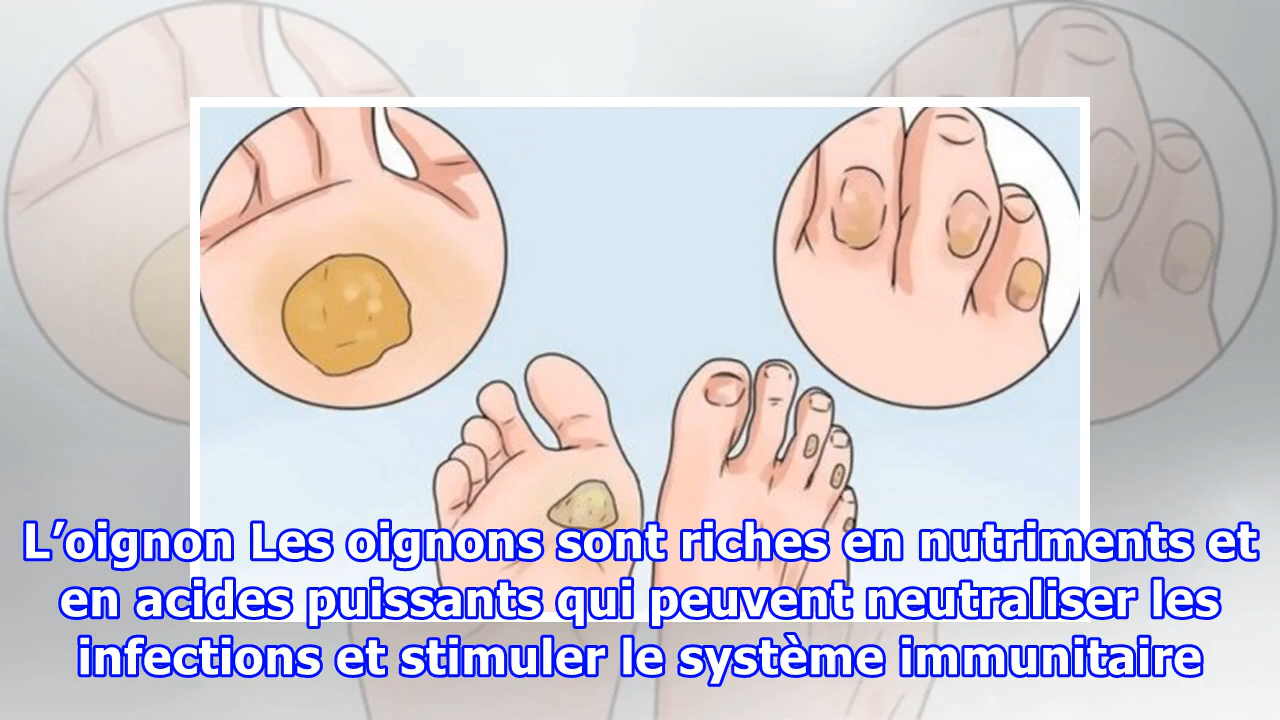 L’oignon Les oignons sont riches en nutriments et
en acides puissants qui peuvent neutraliser les
infections et stimuler le système immunitaire